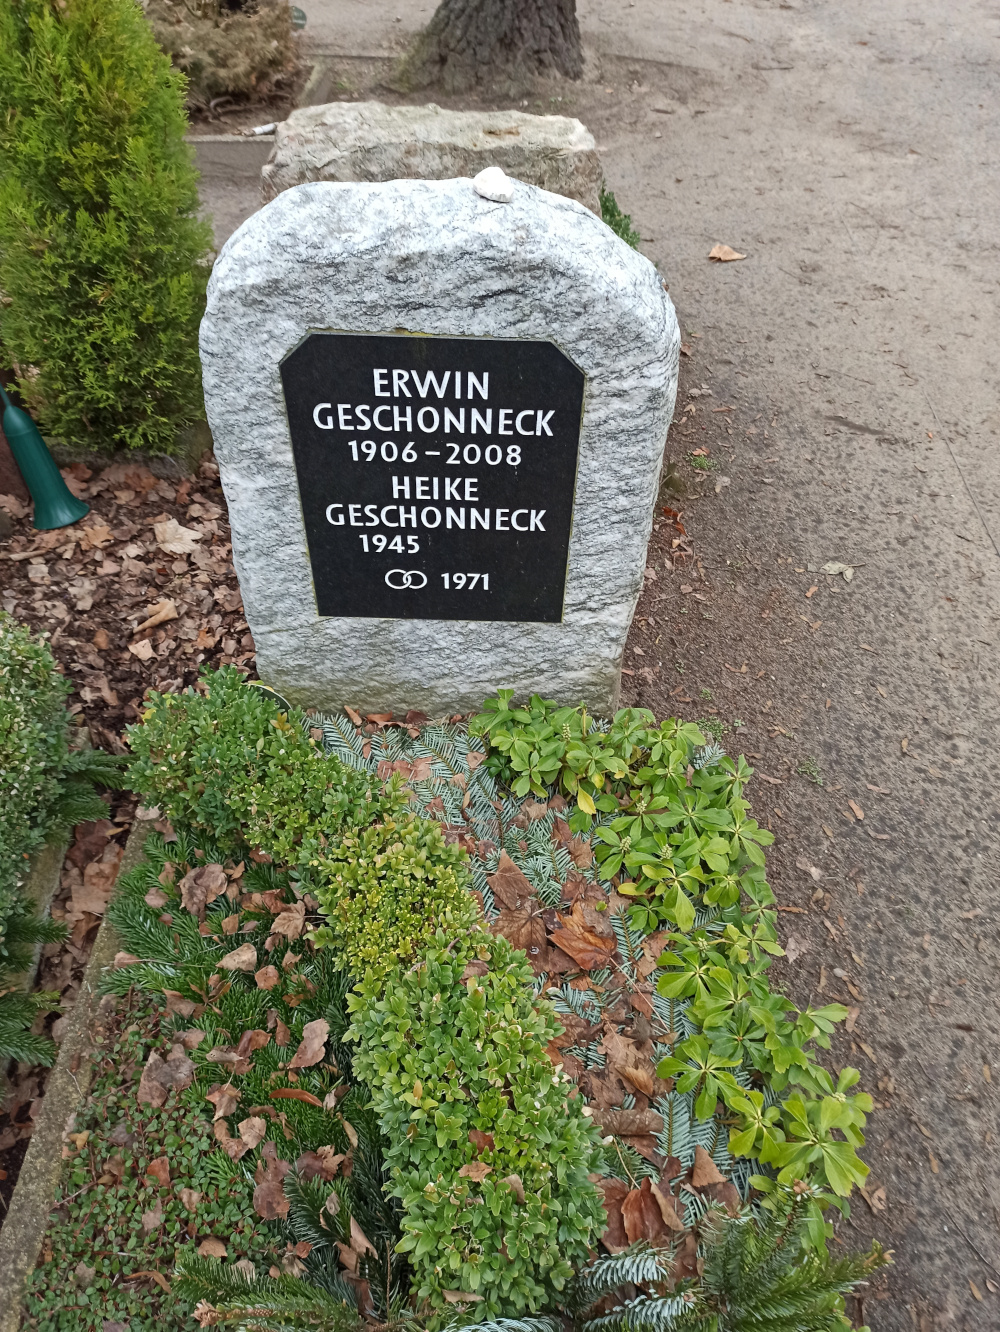 ERWIN
GESCHONNECK
1906 – 2008
HEIKE
GESCHONNECK
1945
1971